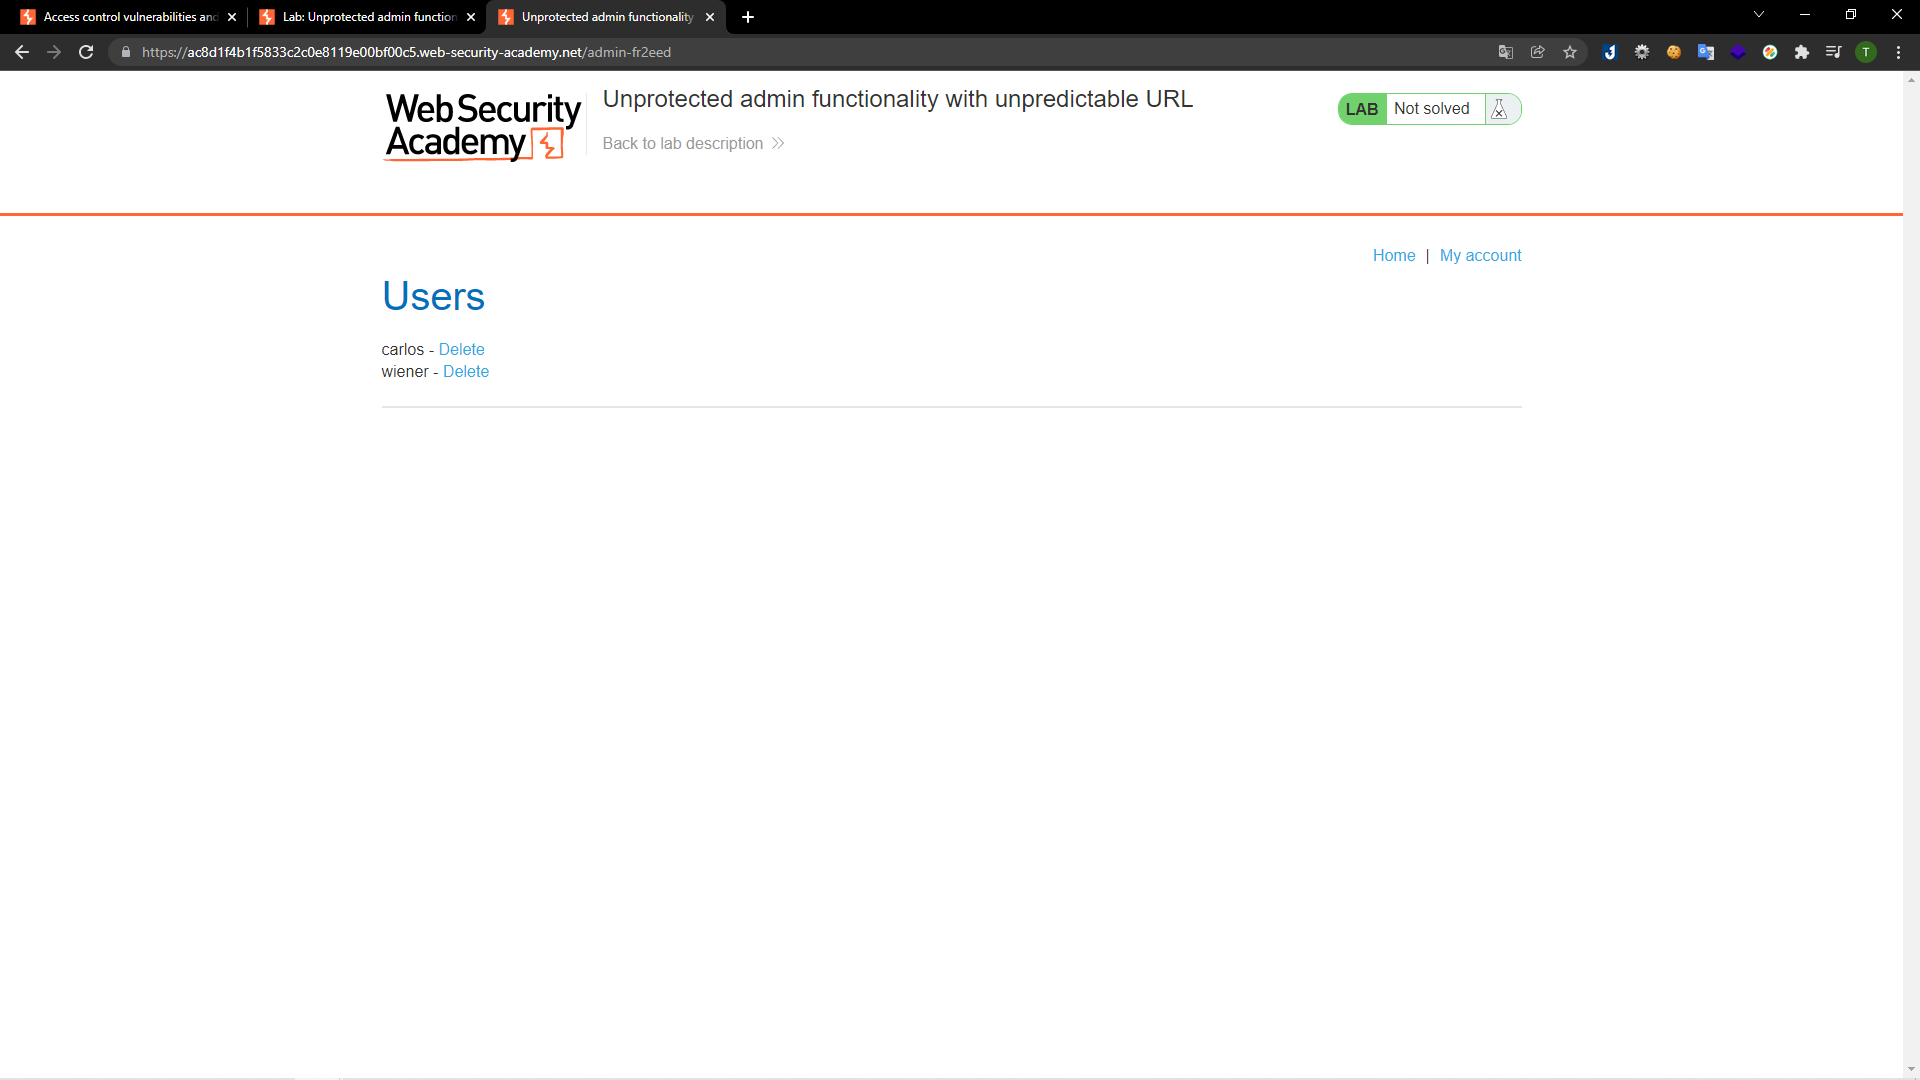 Access control vulnerabilities and
Lab: Unprotected admin function
Unprotected admin functionality
https://ac8d1f4b1f5833c2c0e8119e00bf00c5.web-security-academy.net/admin-fr2eed
T
Web Security
Academy
Unprotected admin functionality with unpredictable URL
Back to lab description
LAB Not solved
Home | My account
Users
carlos - Delete
wiener - Delete